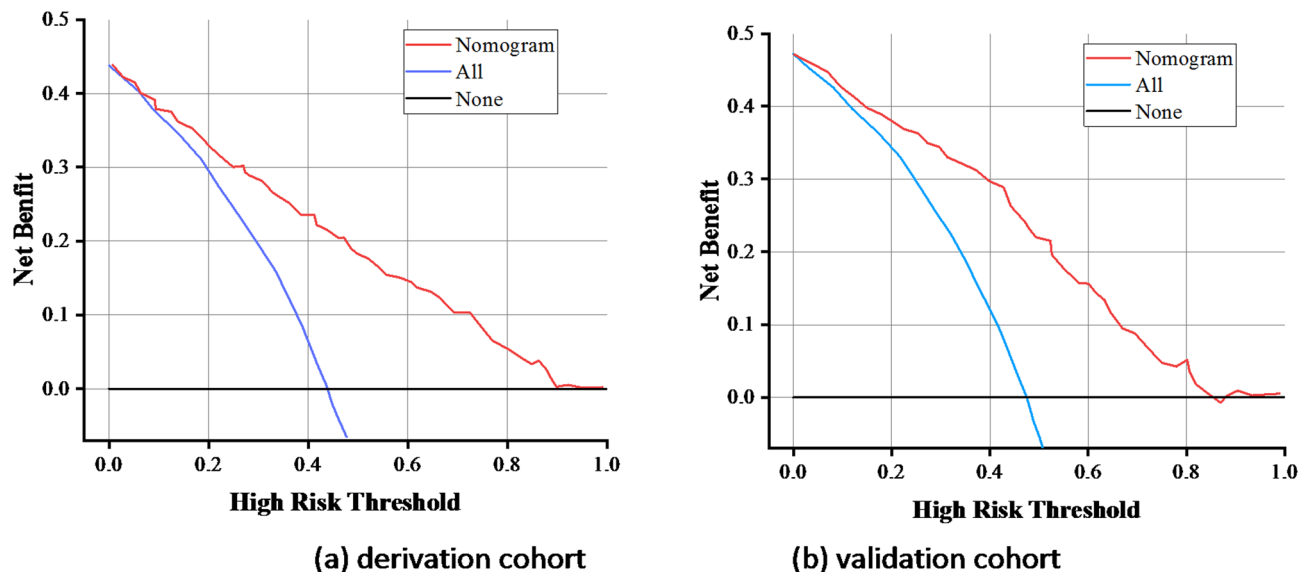 0.5
0.4
0.3
0.2
0.1
0.0
Net Benfit
Nomogram
All
None
0.0 0.2 0.4 0.6 0.8 1.0
High Risk Threshold
(a) derivation cohort
0.5
0.4
0.3
0.2
0.1
0.0
Net Benefit
Nomogram
All
None
0.0 0.2 0.4 0.6 0.8 1.0
High Risk Threshold
(b) validation cohort